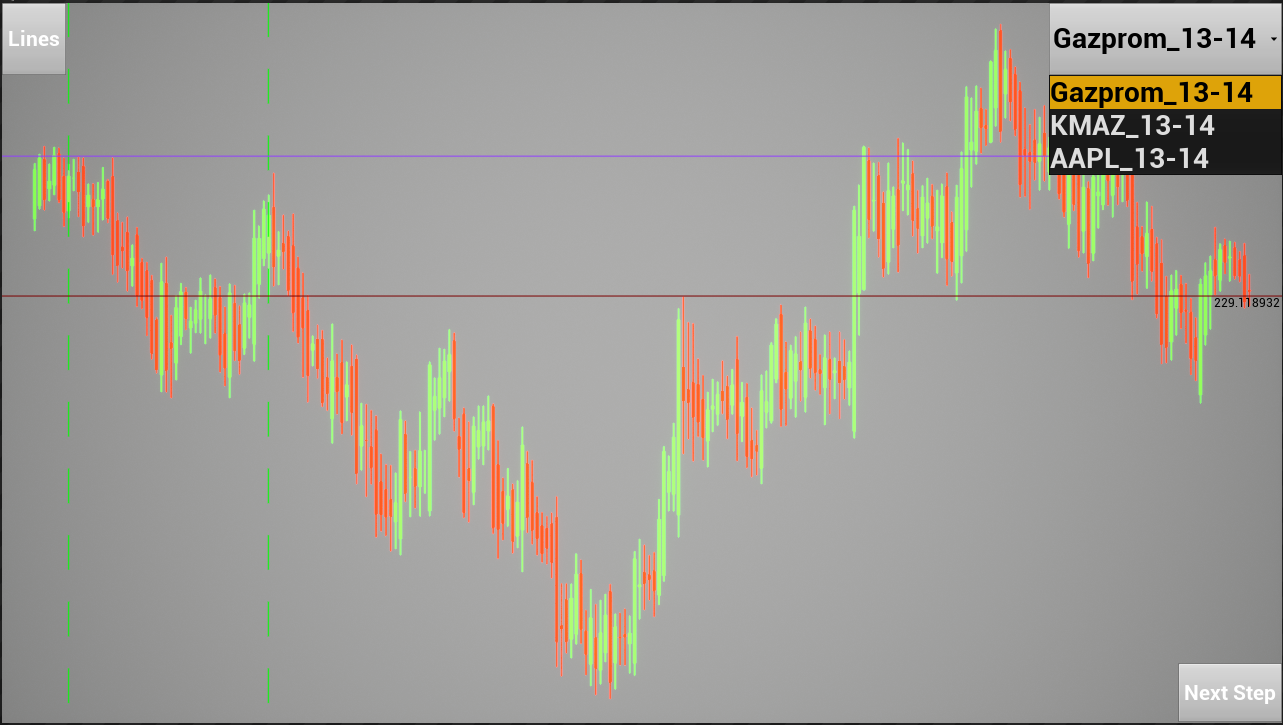 Lines
Gazprom_13-14
Gazprom_13-14
KMAZ_13-14
AAPL_13-14
229.118932
Next Step